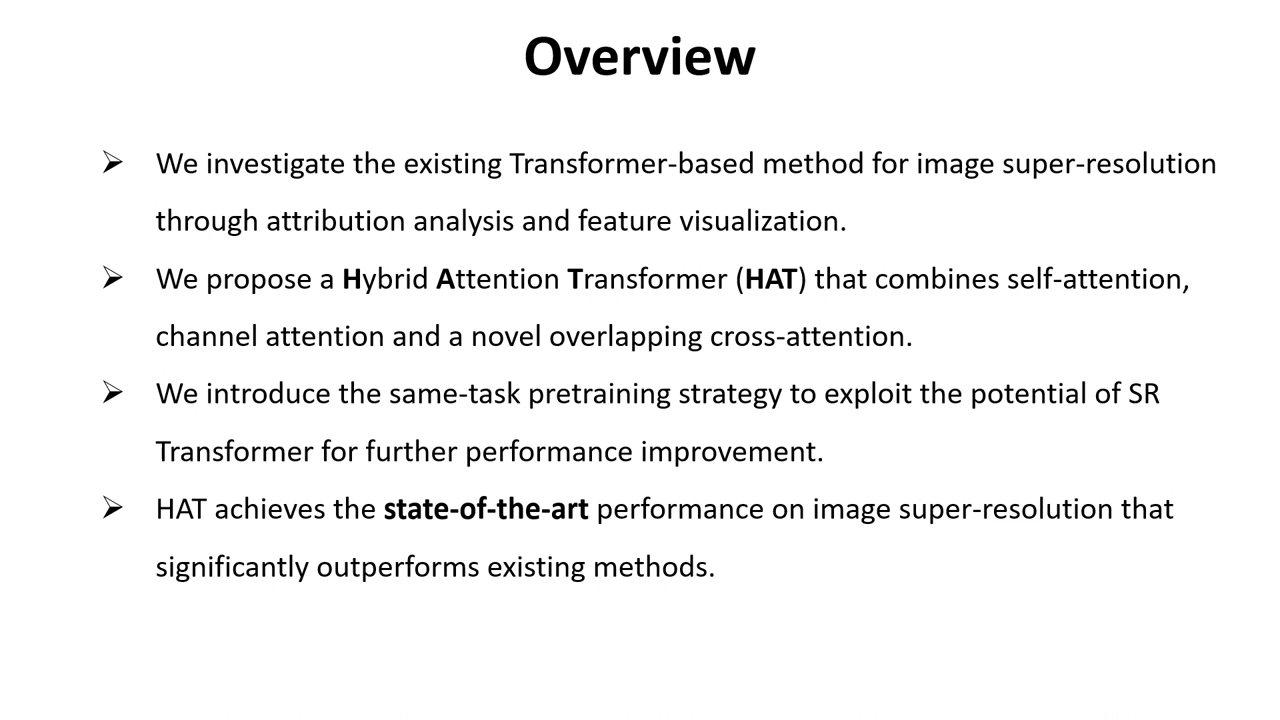 Overview
➢ We investigate the existing Transformer-based method for image super-resolution
through attribution analysis and feature visualization.
➢ We propose a Hybrid Attention Transformer (HAT) that combines self-attention,
channel attention and a novel overlapping cross-attention.
➢ We introduce the same-task pretraining strategy to exploit the potential of SR
Transformer for further performance improvement.
➢ HAT achieves the state-of-the-art performance on image super-resolution that
significantly outperforms existing methods.